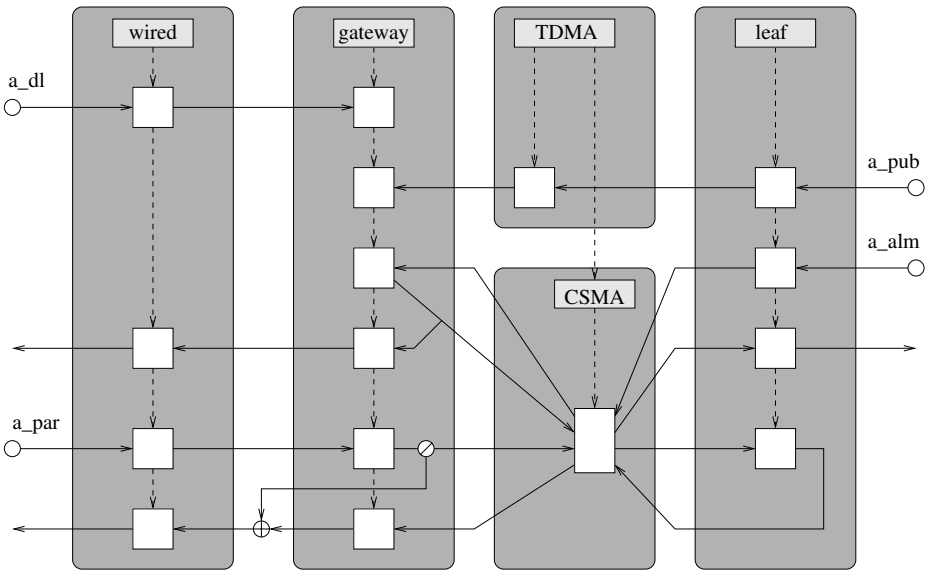 wired
gateway
TDMA
leaf
a_dl
a_pub
a_alm
CSMA
a_par